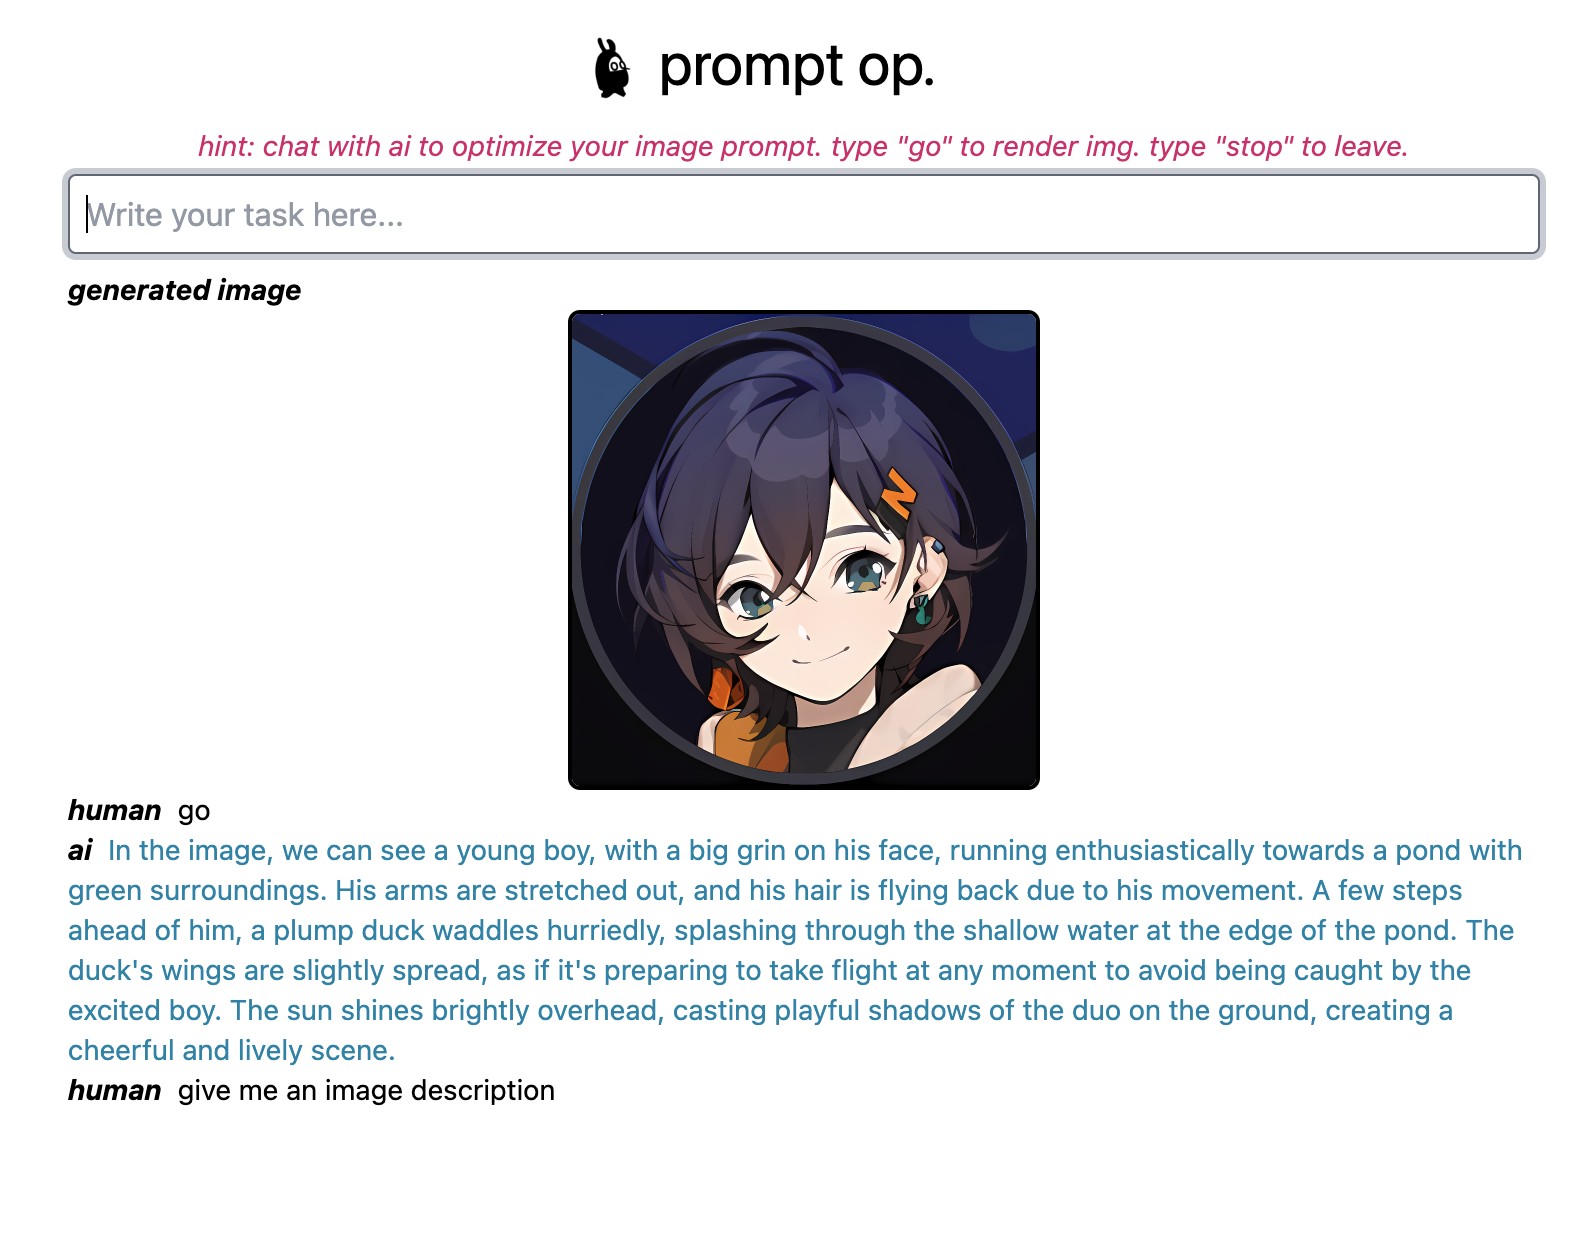 prompt op.
hint: chat with ai to optimize your image prompt. type "go" to render img. type "stop" to leave.
Write your task here...
generated image
N
human go
ai In the image, we can see a young boy, with a big grin on his face, running enthusiastically towards a pond with
green surroundings. His arms are stretched out, and his hair is flying back due to his movement. A few steps
ahead of him, a plump duck waddles hurriedly, splashing through the shallow water at the edge of the pond. The
duck's wings are slightly spread, as if it's preparing to take flight at any moment to avoid being caught by the
excited boy. The sun shines brightly overhead, casting playful shadows of the duo on the ground, creating a
cheerful and lively scene.
human give me an image description